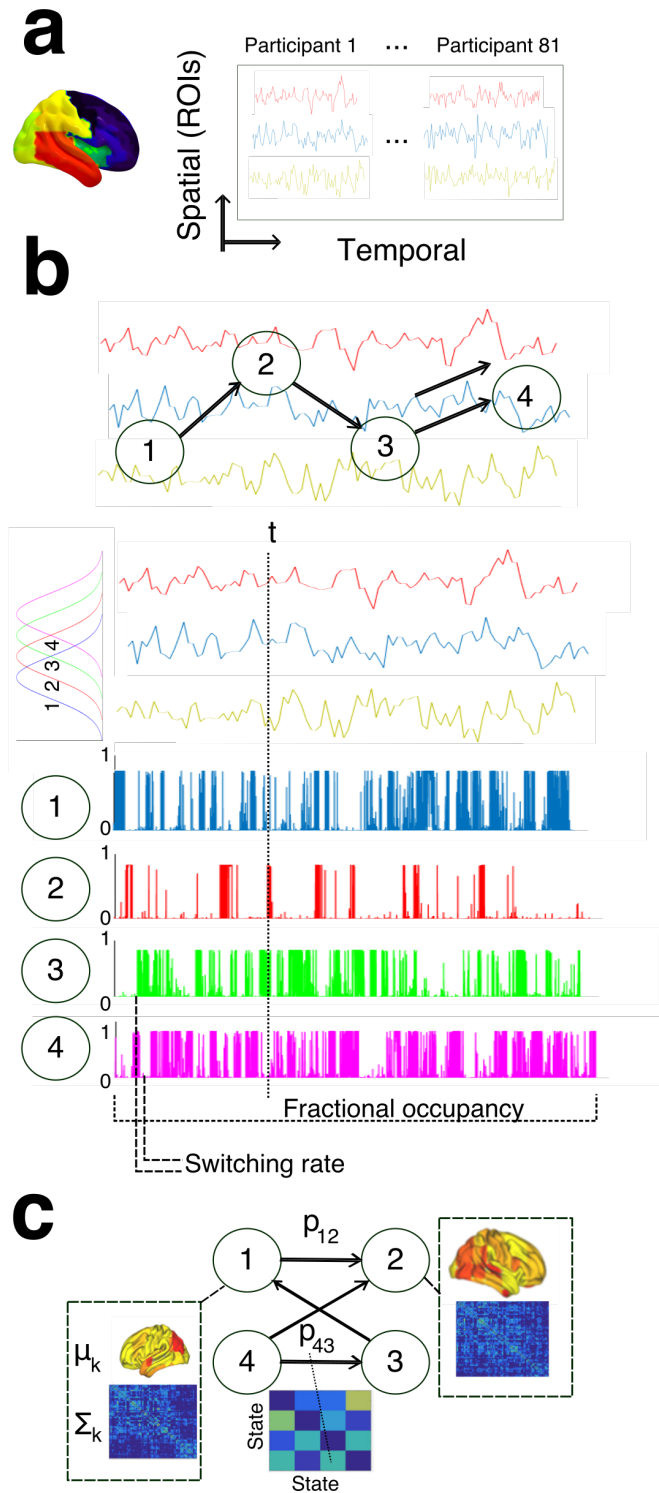 a
Participant 1 ... Participant 81
Spatial (ROIs)
...
Temporal
b
2
4
1
3
t
1 2 3 4
1
1
0
1
2
0
1
3
0
1
4
0
Fractional occupancy
Switching rate
c
p12
1
2
p43
4
3
μk
Σk
State
State